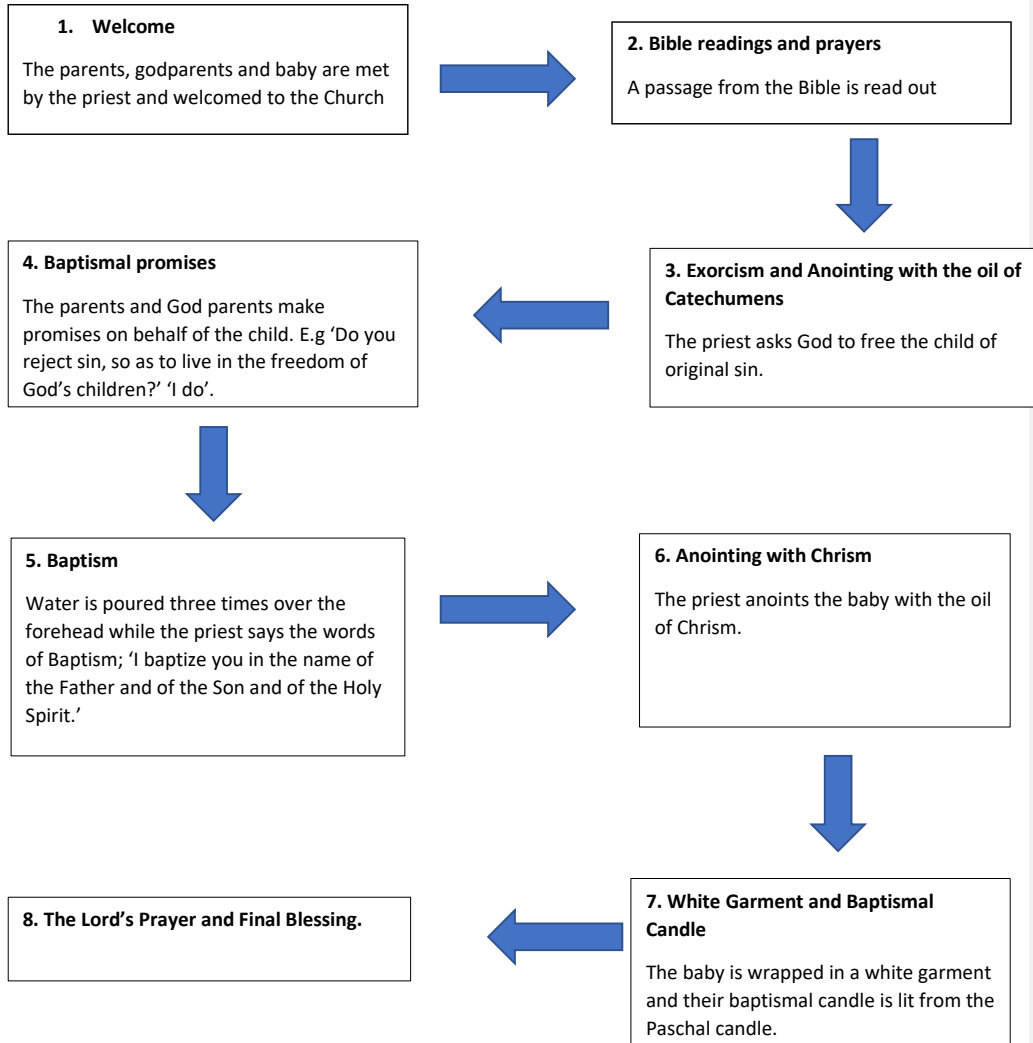 1. Welcome
The parents, godparents and baby are met
by the priest and welcomed to the Church
2. Bible readings and prayers
A passage from the Bible is read out
3. Exorcism and Anointing with the oil of
Catechumens
The priest asks God to free the child of
original sin.
4. Baptismal promises
The parents and God parents make
promises on behalf of the child. E.g ‘Do you
reject sin, so as to live in the freedom of
God’s children?’ ‘I do’.
5. Baptism
Water is poured three times over the
forehead while the priest says the words
of Baptism; ‘I baptize you in the name of
the Father and of the Son and of the Holy
Spirit.’
6. Anointing with Chrism
The priest anoints the baby with the oil
of Chrism.
7. White Garment and Baptismal
Candle
The baby is wrapped in a white garment
and their baptismal candle is lit from the
Paschal candle.
8. The Lord’s Prayer and Final Blessing.